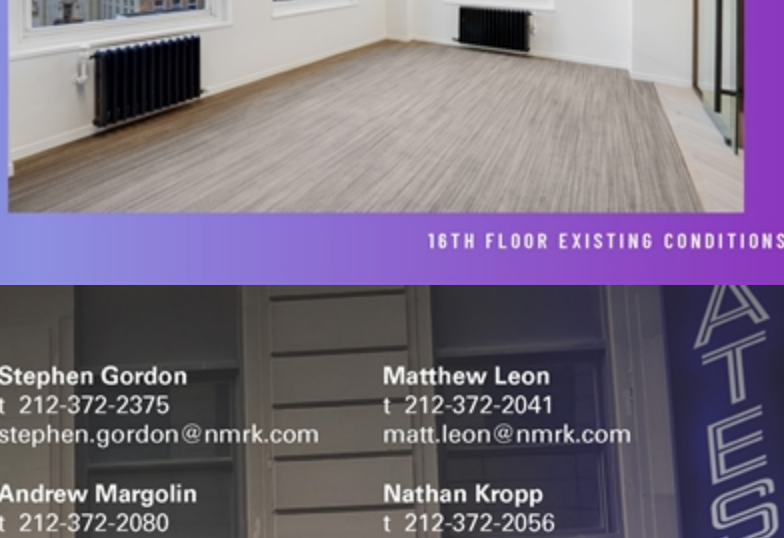 16TH FLOOR EXISTING CONDITIONS
Stephen Gordon
t 212-372-2375
stephen.gordon@nmrk.com
Matthew Leon
t 212-372-2041
matt.leon@nmrk.com
Andrew Margolin
t 212-372-2080
Nathan Kropp
t 212-372-2056
ATES